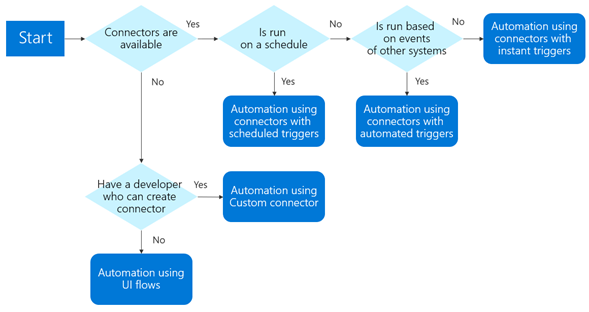 Start
Connectors are
available
Yes
Is run
on a schedule
No
Is run based
on events
of other systems
No
Automation using
connectors with
instant triggers
No
Yes
Yes
Automation using
connectors with
scheduled triggers
Automation using
connectors with
automated triggers
Have a developer
who can create
connector
Yes
Automation using
Custom connector
No
Automation using
UI flows